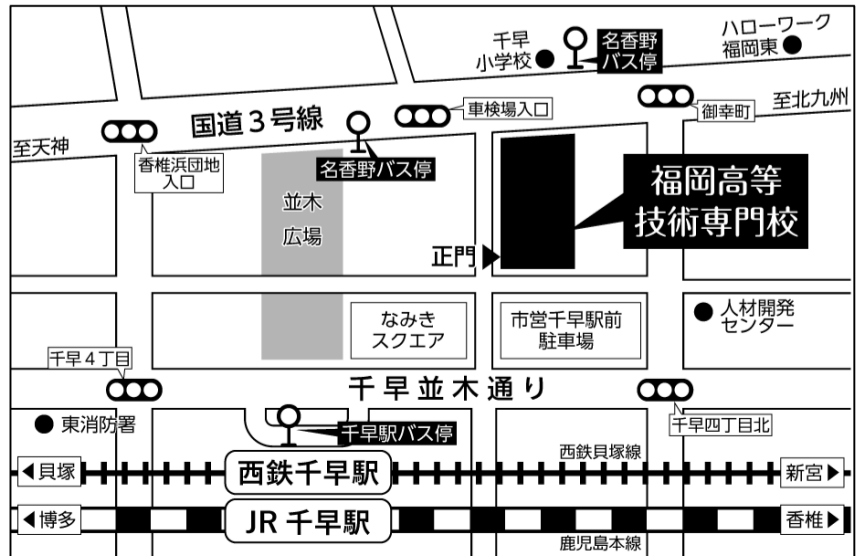 千早
小学校
名香野
バス停
ハローワーク
福岡東
国道3号線
車検場入口
御幸町
至北九州
至天神
香椎浜団地
入口
名香野バス停
並木
広場
福岡高等
技術専門校
正門
なみき
スクエア
市営千早駅前
駐車場
人材開発
センター
千早4丁目
千早並木通り
東消防署
千早駅バス停
千早四丁目北
西鉄貝塚線
貝塚
西鉄千早駅
新宮
博多
JR千早駅
香椎
鹿児島本線